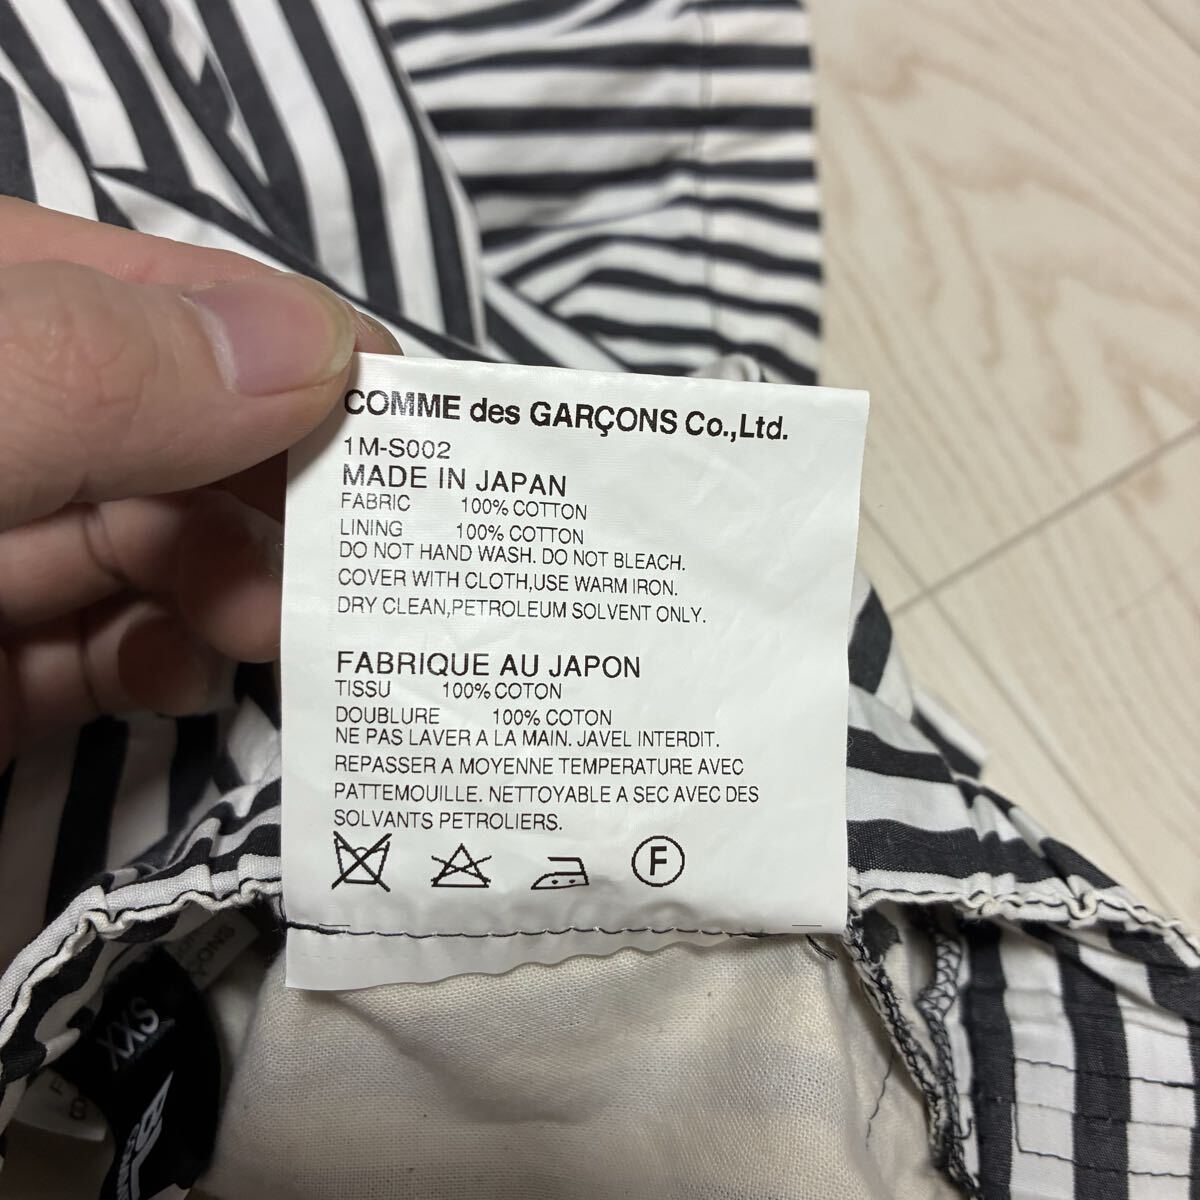 COMME des GARÇONS Co.,Ltd.
1M-S002
MADE IN JAPAN
FABRIC 100% COTTON
LINING 100% COTTON
DO NOT HAND WASH. DO NOT BLEACH.
COVER WITH CLOTH,USE WARM IRON.
DRY CLEAN,PETROLEUM SOLVENT ONLY.
FABRIQUE AU JAPON
TISSU 100% COTON
DOUBLURE 100% COTON
NE PAS LAVER A LA MAIN. JAVEL INTERDIT.
REPASSER A MOYENNE TEMPERATURE AVEC
PATTEMOUILLE. NETTOYABLE A SEC AVEC DES
SOLVANTS PETROLIERS.
F
XXS